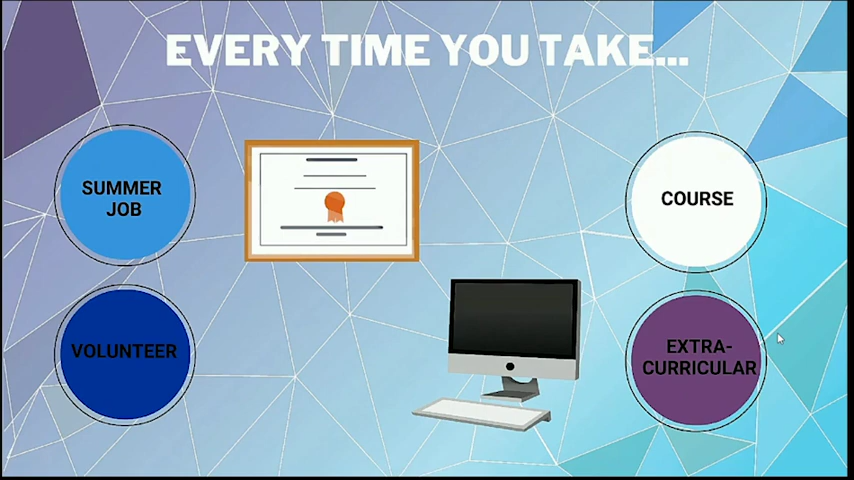 EVERY TIME YOU TAKE...
SUMMER
JOB
COURSE
VOLUNTEER
EXTRA-
CURRICULAR